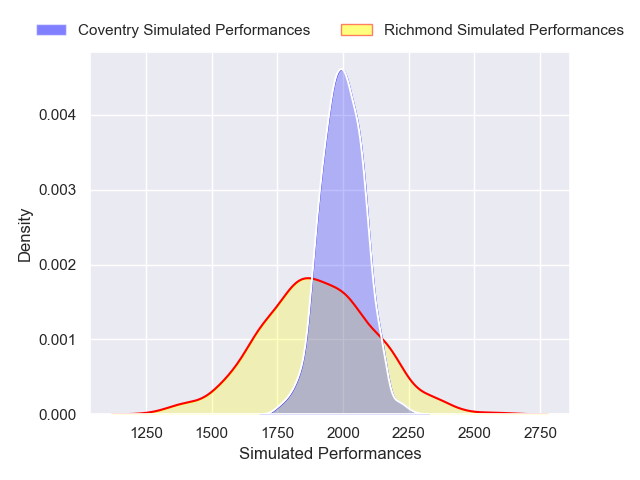 Coventry Simulated Performances Richmond Simulated Performances
Density
0.004
0.003
0.002
0.001
0.000
1250 1500 1750 2000 2250 2500 2750
Simulated Performances